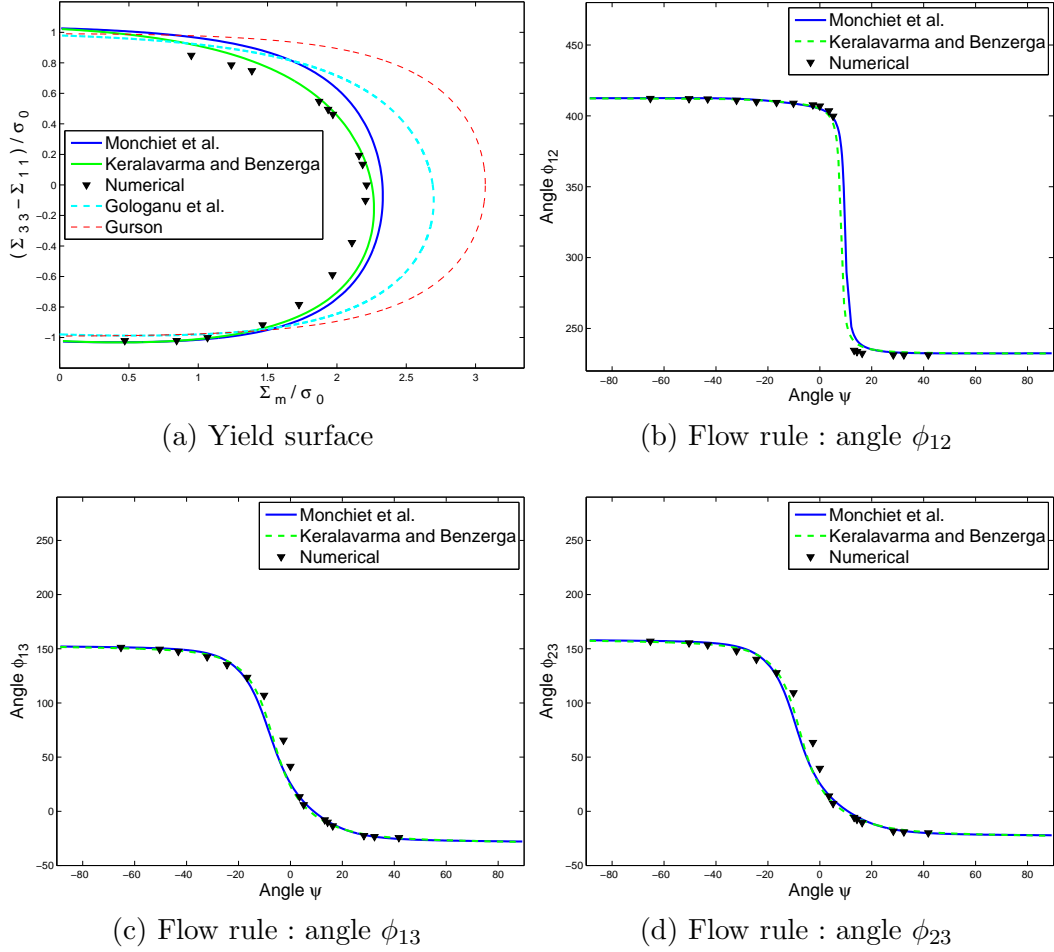 1
0.8
0.6
0.4
0.2
0
−0.2
−0.4
−0.6
−0.8
−1
(Σ33−Σ11)/σ0
Monchiet et al.
Keralavarma and Benzerga
Numerical
Gologanu et al.
Gurson
0 0.5 1 1.5 2 2.5 3
Σm/σ0
(a) Yield surface
450
400
350
300
250
Angle ϕ12
Monchiet et al.
Keralavarma and Benzerga
Numerical
−80 −60 −40 −20 0 20 40 60 80
Angle ψ
(b) Flow rule : angle ϕ12
250
200
150
100
50
0
−50
Angle ϕ13
Monchiet et al.
Keralavarma and Benzerga
Numerical
−80 −60 −40 −20 0 20 40 60 80
Angle ψ
(c) Flow rule : angle ϕ13
250
200
150
100
50
0
−50
Angle ϕ23
Monchiet et al.
Keralavarma and Benzerga
Numerical
−80 −60 −40 −20 0 20 40 60 80
Angle ψ
(d) Flow rule : angle ϕ23